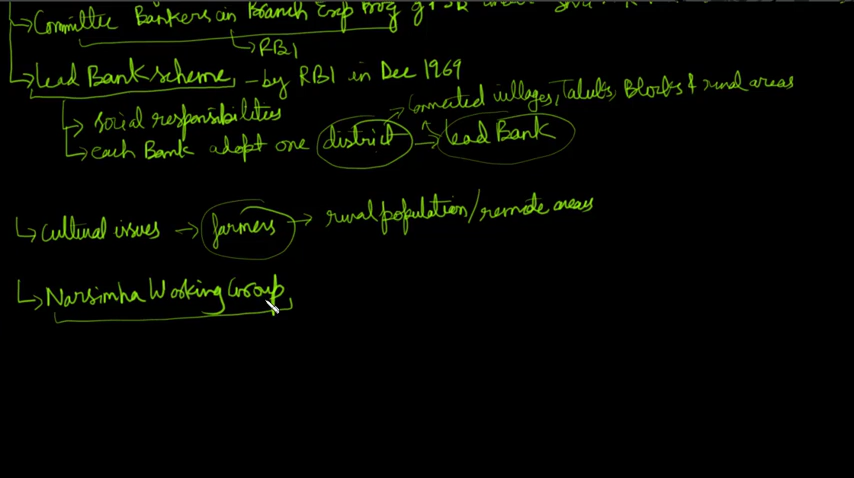 ↳ Committee Bankers on Branch Exp Prog
↳ RBI
↳ Lead Bank scheme, - by RBI in Dec 1969
↳ social responsibilities
→ connected villages, Taluks, Blocks & rural areas
↳ each Bank adopt one district → lead Bank
↳ cultural issues → farmers → rural population/remote areas
↳ Narsimha Working Group